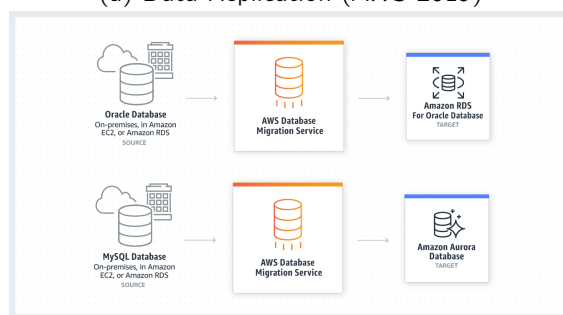 Oracle Database
On-premises, in Amazon
EC2, or Amazon RDS
SOURCE
AWS Database
Migration Service
Amazon RDS
For Oracle Database
TARGET
MySQL Database
On-premises, in Amazon
EC2, or Amazon RDS
SOURCE
AWS Database
Migration Service
Amazon Aurora
Database
TARGET